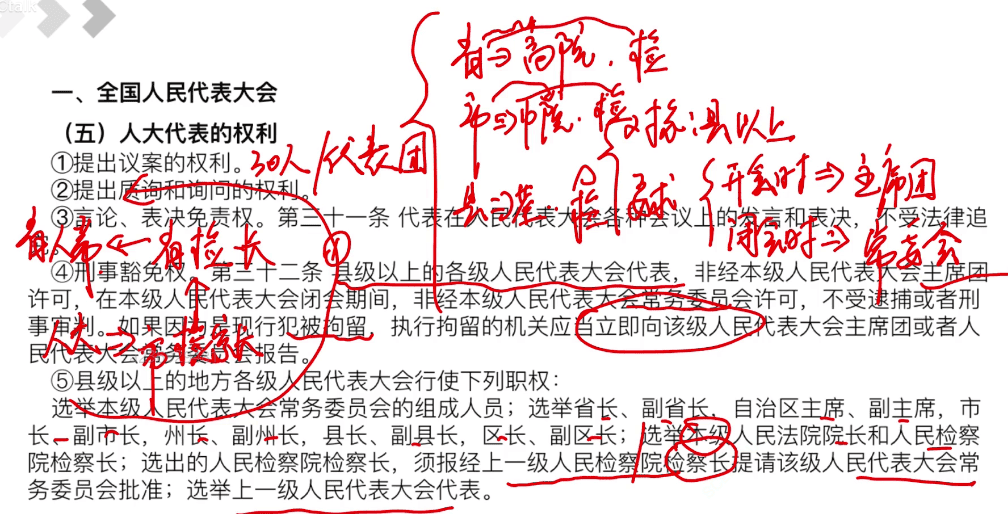 一、全国人民代表大会
省⇒高院、检
市⇒中院、检
县以上
（五）人大代表的权利
①提出议案的权利。30人/代表团
②提出质询和询问的权利。
开会时⇒主席团
③言论、表决免责权。第三十一条 代表在人民代表大会各种会议上的发言和表决，不受法律追
闭会时⇒常委会
省人常←省检长
④刑事豁免权。第三十二条 县级以上的各级人民代表大会代表，非经本级人民代表大会主席团
许可，在本级人民代表大会闭会期间，非经本级人民代表大会常务委员会许可，不受逮捕或者刑
事审判。如果因为是现行犯被拘留，执行拘留的机关应当立即向该级人民代表大会主席团或者人
民代表大会常务委员会报告。
人大⇒市检察长
⑤县级以上的地方各级人民代表大会行使下列职权：
选举本级人民代表大会常务委员会的组成人员；选举省长、副省长，自治区主席、副主席，市
长、副市长，州长、副州长，县长、副县长，区长、副区长；选举本级人民法院院长和人民检察
院检察长；选出的人民检察院检察长，须报经上一级人民检察院检察长提请该级人民代表大会常
务委员会批准；选举上一级人民代表大会代表。